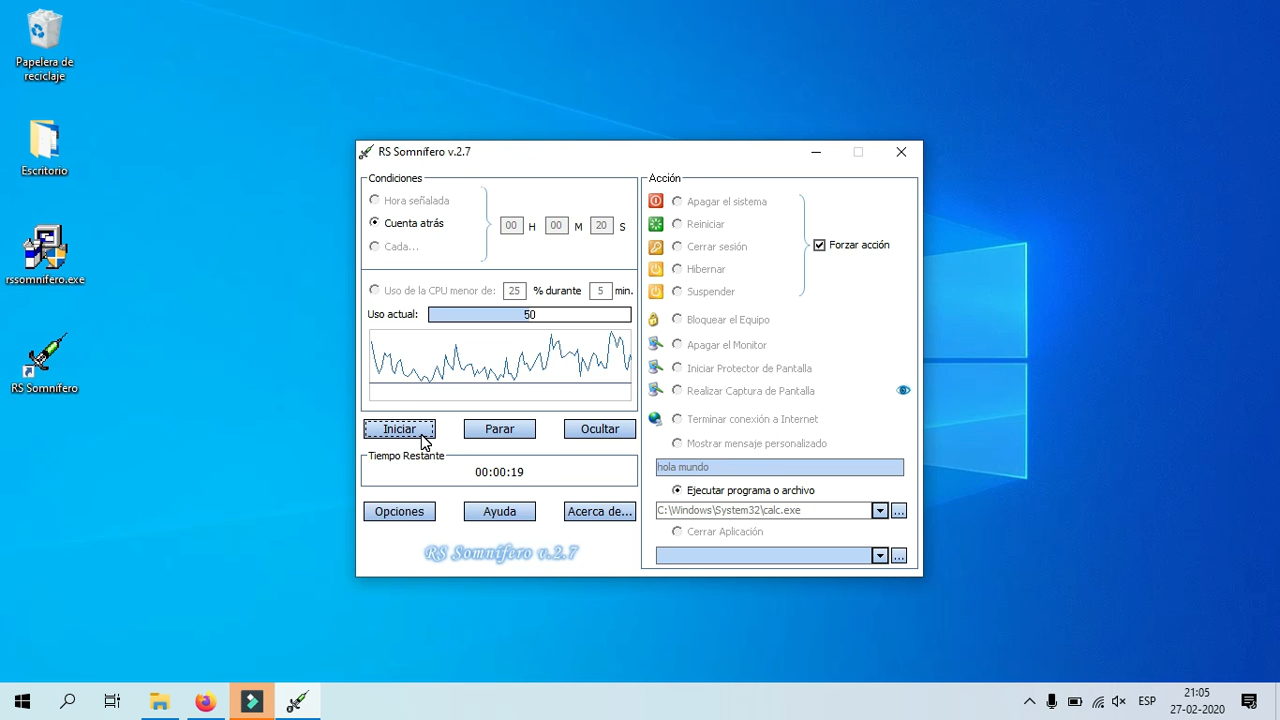 Papelera de
reciclaje
Escritorio
rssomnifero.exe
RS Somnífero
RS Somnífero v.2.7
Condiciones
Hora señalada
Cuenta atrás
Cada...
00 H 00 M 20 S
Uso de la CPU menor de: 25 % durante 5 min.
Uso actual: 50
Iniciar Parar Ocultar
Tiempo Restante
00:00:19
Opciones Ayuda Acerca de...
RS Somnífero v.2.7
Acción
Apagar el sistema
Reiniciar
Cerrar sesión
Hibernar
Suspender
Forzar acción
Bloquear el Equipo
Apagar el Monitor
Iniciar Protector de Pantalla
Realizar Captura de Pantalla
Terminar conexión a Internet
Mostrar mensaje personalizado
hola mundo
Ejecutar programa o archivo
C:\Windows\System32\calc.exe ...
Cerrar Aplicación
...
ESP
21:05
27-02-2020